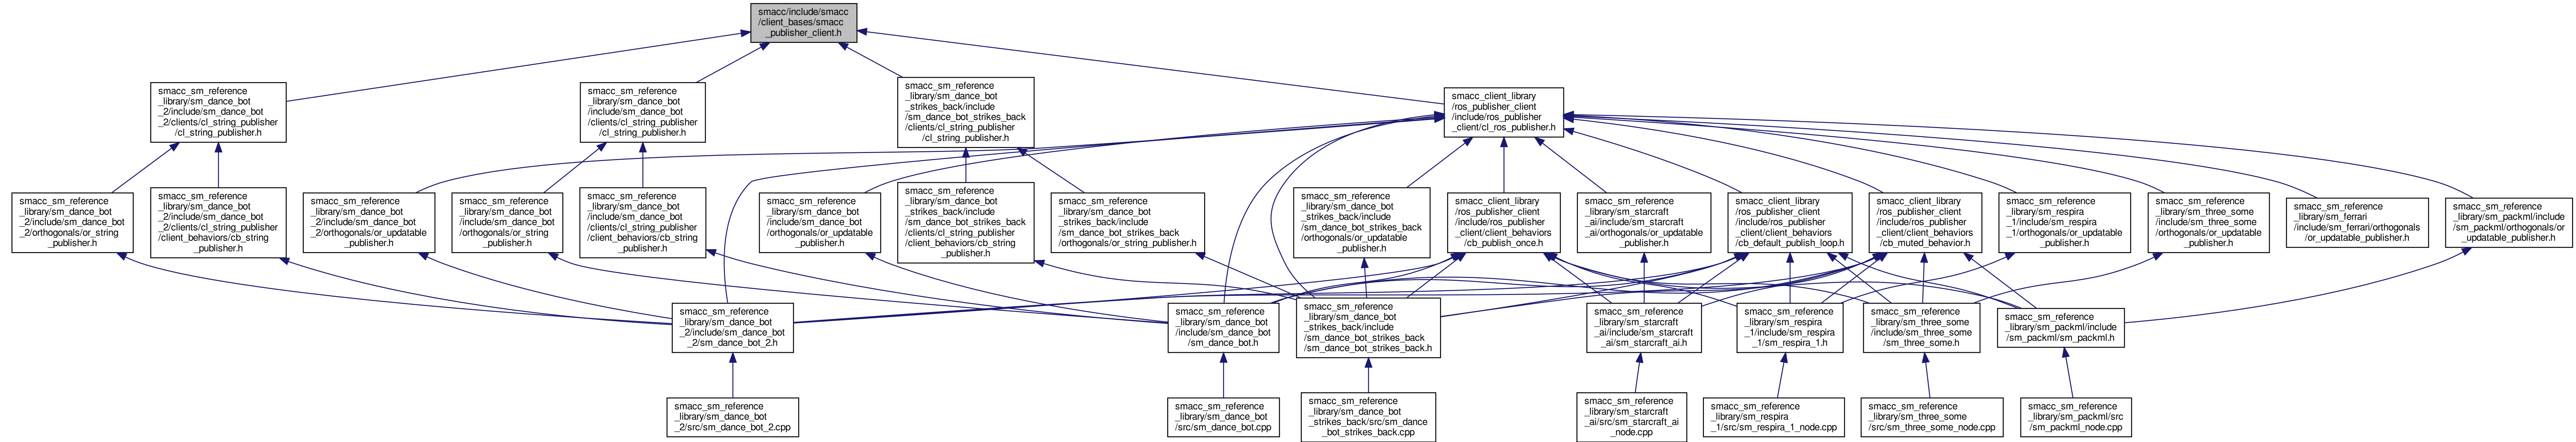 smacc/include/smacc
/client_bases/smacc
_publisher_client.h
smacc_sm_reference
_library/sm_dance_bot
_2/include/sm_dance_bot
_2/clients/cl_string_publisher
/cl_string_publisher.h
smacc_sm_reference
_library/sm_dance_bot
/include/sm_dance_bot
/clients/cl_string_publisher
/cl_string_publisher.h
smacc_sm_reference
_library/sm_dance_bot
_strikes_back/include
/sm_dance_bot_strikes_back
/clients/cl_string_publisher
/cl_string_publisher.h
smacc_client_library
/ros_publisher_client
/include/ros_publisher
_client/cl_ros_publisher.h
smacc_sm_reference
_library/sm_dance_bot
_2/include/sm_dance_bot
_2/orthogonals/or_string
_publisher.h
smacc_sm_reference
_library/sm_dance_bot
_2/include/sm_dance_bot
_2/clients/cl_string_publisher
/client_behaviors/cb_string
_publisher.h
smacc_sm_reference
_library/sm_dance_bot
_2/include/sm_dance_bot
_2/orthogonals/or_updatable
_publisher.h
smacc_sm_reference
_library/sm_dance_bot
/include/sm_dance_bot
/orthogonals/or_string
_publisher.h
smacc_sm_reference
_library/sm_dance_bot
/include/sm_dance_bot
/clients/cl_string_publisher
/client_behaviors/cb_string
_publisher.h
smacc_sm_reference
_library/sm_dance_bot
/include/sm_dance_bot
/orthogonals/or_updatable
_publisher.h
smacc_sm_reference
_library/sm_dance_bot
_strikes_back/include
/sm_dance_bot_strikes_back
/clients/cl_string_publisher
/client_behaviors/cb_string
_publisher.h
smacc_sm_reference
_library/sm_dance_bot
_strikes_back/include
/sm_dance_bot_strikes_back
/orthogonals/or_string_publisher.h
smacc_sm_reference
_library/sm_dance_bot
_strikes_back/include
/sm_dance_bot_strikes_back
/orthogonals/or_updatable
_publisher.h
smacc_client_library
/ros_publisher_client
/include/ros_publisher
_client/client_behaviors
/cb_publish_once.h
smacc_sm_reference
_library/sm_starcraft
_ai/include/sm_starcraft
_ai/orthogonals/or_updatable
_publisher.h
smacc_client_library
/ros_publisher_client
/include/ros_publisher
_client/client_behaviors
/cb_default_publish_loop.h
smacc_client_library
/ros_publisher_client
/include/ros_publisher
_client/client_behaviors
/cb_muted_behavior.h
smacc_sm_reference
_library/sm_respira
_1/include/sm_respira
_1/orthogonals/or_updatable
_publisher.h
smacc_sm_reference
_library/sm_three_some
/include/sm_three_some
/orthogonals/or_updatable
_publisher.h
smacc_sm_reference
_library/sm_ferrari
/include/sm_ferrari/orthogonals
/or_updatable_publisher.h
smacc_sm_reference
_library/sm_packml/include
/sm_packml/orthogonals/or
_updatable_publisher.h
smacc_sm_reference
_library/sm_dance_bot
_2/include/sm_dance_bot
_2/sm_dance_bot_2.h
smacc_sm_reference
_library/sm_dance_bot
/include/sm_dance_bot
/sm_dance_bot.h
smacc_sm_reference
_library/sm_dance_bot
_strikes_back/include
/sm_dance_bot_strikes_back
/sm_dance_bot_strikes_back.h
smacc_sm_reference
_library/sm_starcraft
_ai/include/sm_starcraft
_ai/sm_starcraft_ai.h
smacc_sm_reference
_library/sm_respira
_1/include/sm_respira
_1/sm_respira_1.h
smacc_sm_reference
_library/sm_three_some
/include/sm_three_some
/sm_three_some.h
smacc_sm_reference
_library/sm_packml/include
/sm_packml/sm_packml.h
smacc_sm_reference
_library/sm_dance_bot
_2/src/sm_dance_bot_2.cpp
smacc_sm_reference
_library/sm_dance_bot
/src/sm_dance_bot.cpp
smacc_sm_reference
_library/sm_dance_bot
_strikes_back/src/sm_dance
_bot_strikes_back.cpp
smacc_sm_reference
_library/sm_starcraft
_ai/src/sm_starcraft_ai
_node.cpp
smacc_sm_reference
_library/sm_respira
_1/src/sm_respira_1_node.cpp
smacc_sm_reference
_library/sm_three_some
/src/sm_three_some_node.cpp
smacc_sm_reference
_library/sm_packml/src
/sm_packml_node.cpp